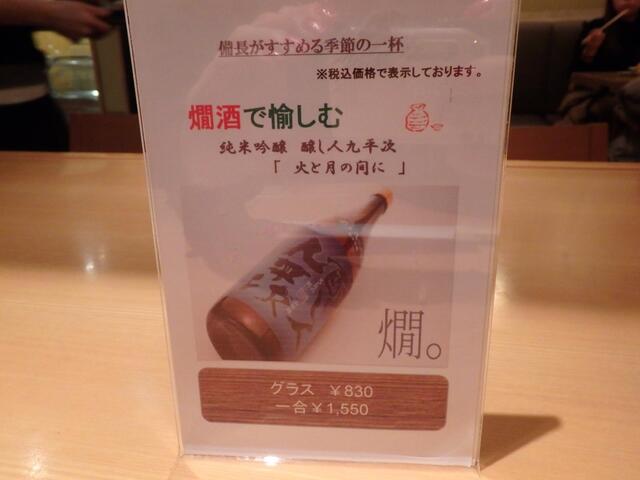 備長がすすめる季節の一杯
※税込価格で表示しております。
燗酒で愉しむ
純米吟醸　醸し人九平次
「　火と月の間に　」
燗。
グラス　￥830
一合￥1,550